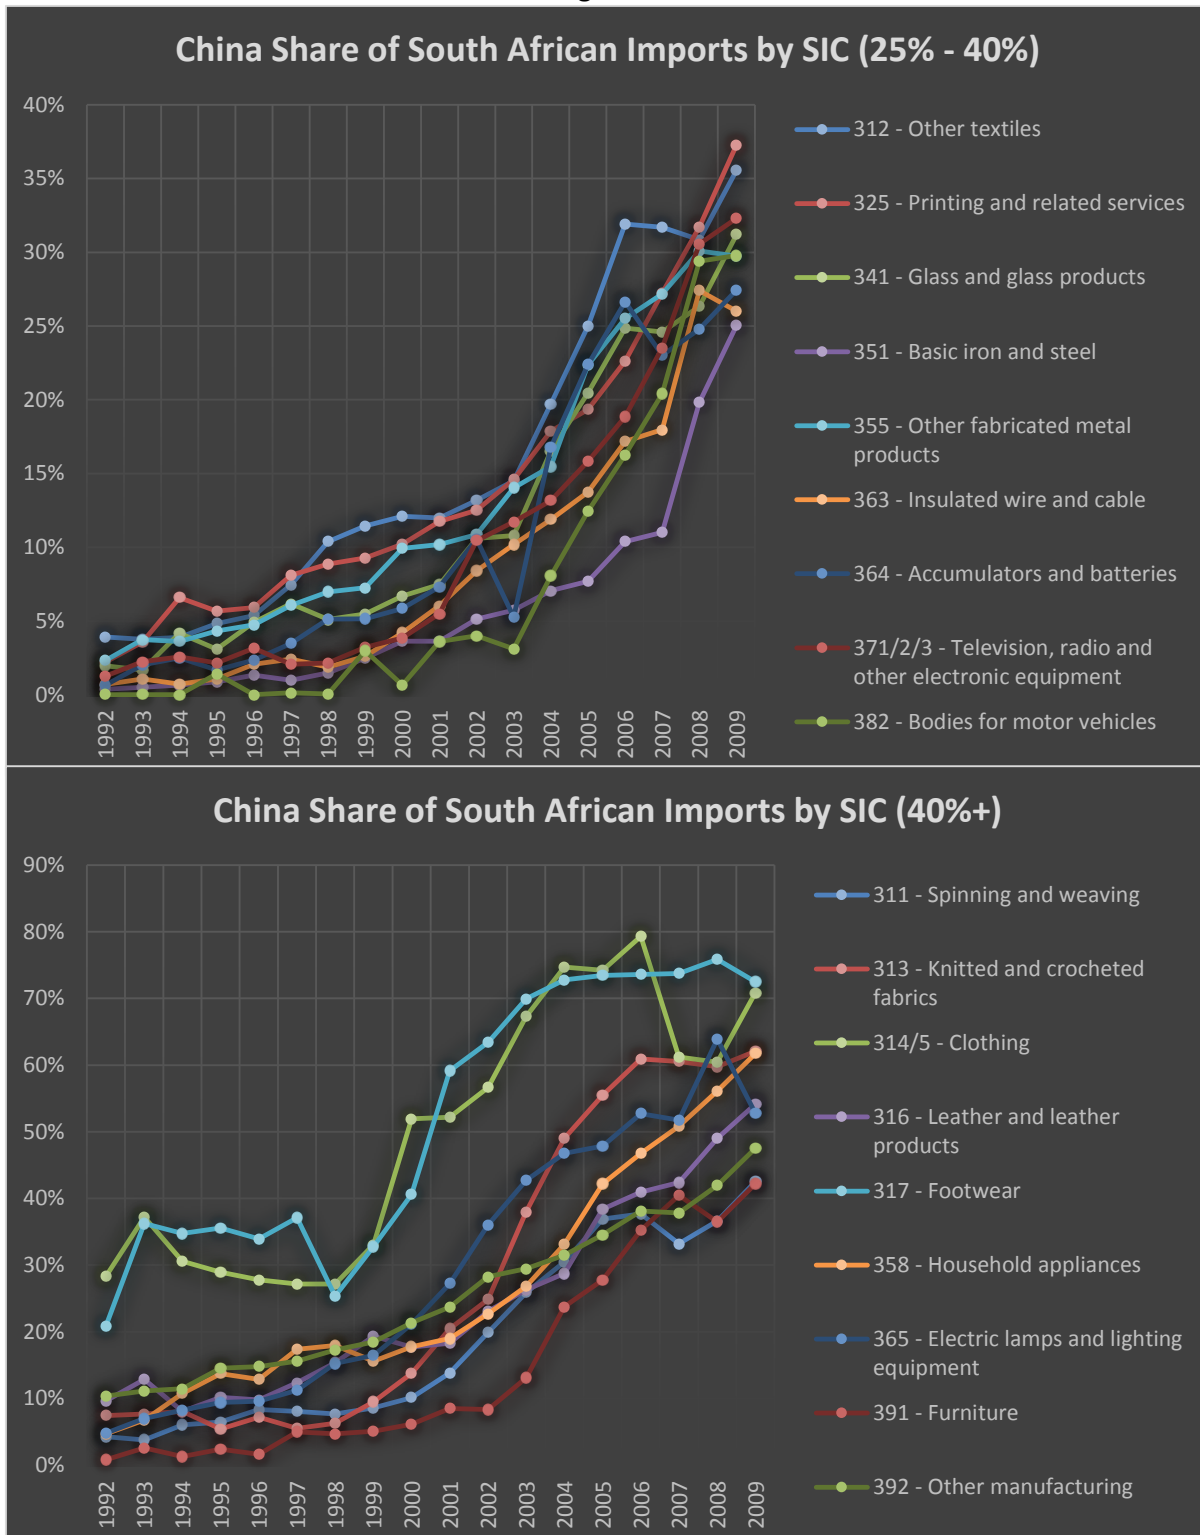 China Share of South African Imports by SIC (25% - 40%)
40%
35%
30%
25%
20%
15%
10%
5%
0%
1992
1993
1994
1995
1996
1997
1998
1999
2000
2001
2002
2003
2004
2005
2006
2007
2008
2009
312 - Other textiles
325 - Printing and related services
341 - Glass and glass products
351 - Basic iron and steel
355 - Other fabricated metal
products
363 - Insulated wire and cable
364 - Accumulators and batteries
371/2/3 - Television, radio and
other electronic equipment
382 - Bodies for motor vehicles
China Share of South African Imports by SIC (40%+)
90%
80%
70%
60%
50%
40%
30%
20%
10%
0%
1992
1993
1994
1995
1996
1997
1998
1999
2000
2001
2002
2003
2004
2005
2006
2007
2008
2009
311 - Spinning and weaving
313 - Knitted and crocheted
fabrics
314/5 - Clothing
316 - Leather and leather
products
317 - Footwear
358 - Household appliances
365 - Electric lamps and lighting
equipment
391 - Furniture
392 - Other manufacturing